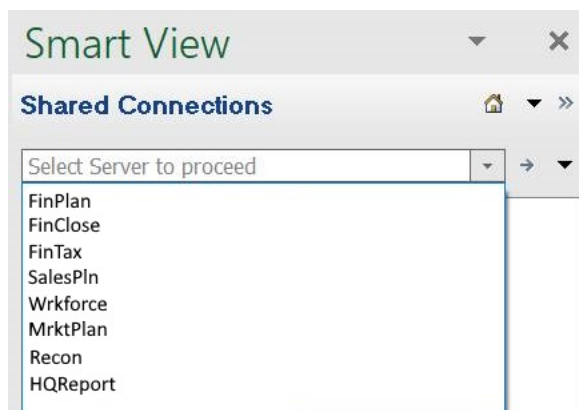 Smart View
Shared Connections
Select Server to proceed
FinPlan
FinClose
FinTax
SalesPln
Wrkforce
MrktPlan
Recon
HQReport